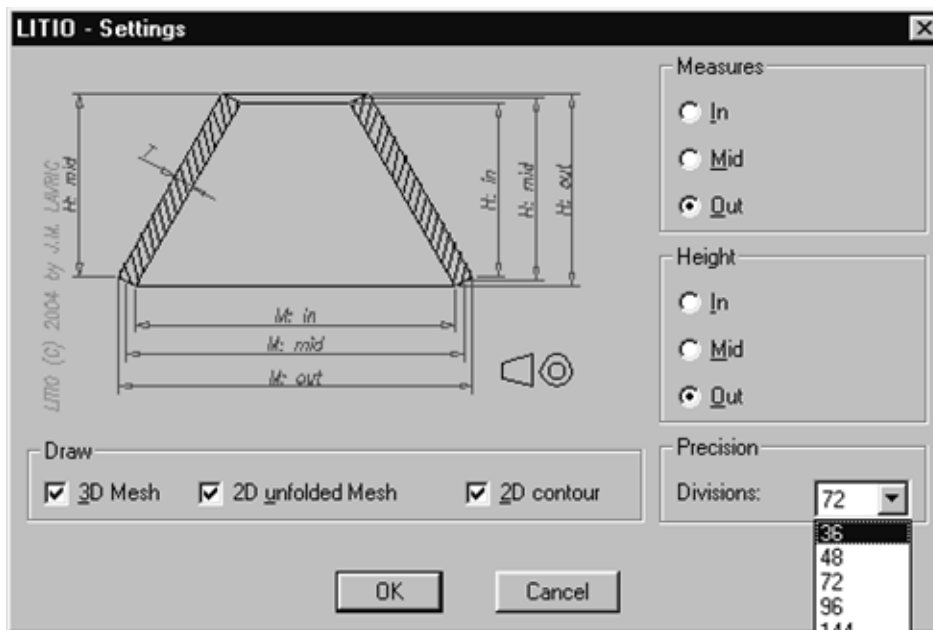 LITIO - Settings
Measures
In
Mid
Out
Height
In
Mid
Out
T
H: mid
H: in
H: mid
H: out
M: in
M: mid
M: out
LITIO (C) 2004 by J.M. LAVRIC
Draw
3D Mesh
2D unfolded Mesh
2D contour
Precision
Divisions:
72
36
48
72
96
144
OK
Cancel